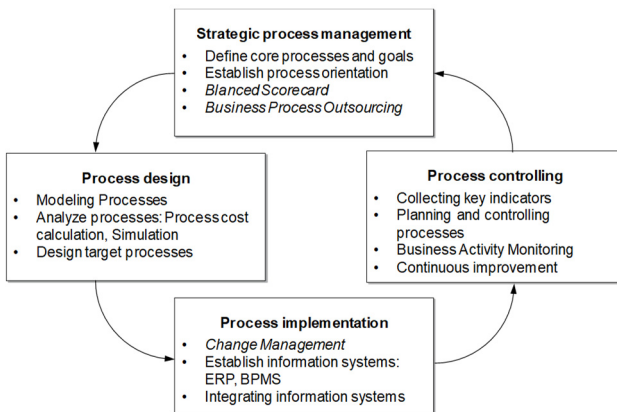 Strategic process management
• Define core processes and goals
• Establish process orientation
• Blanced Scorecard
• Business Process Outsourcing
Process design
• Modeling Processes
• Analyze processes: Process cost
calculation, Simulation
• Design target processes
Process controlling
• Collecting key indicators
• Planning and controlling
processes
• Business Activity Monitoring
• Continuous improvement
Process implementation
• Change Management
• Establish information systems:
ERP, BPMS
• Integrating information systems